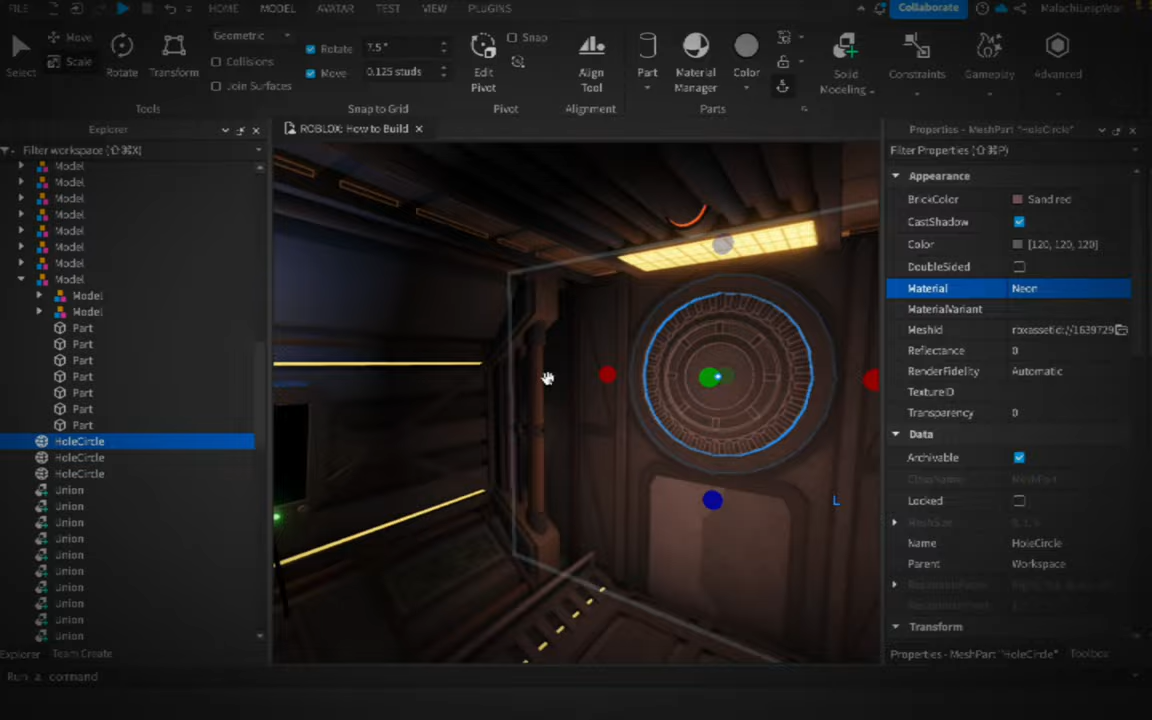 FILE HOME MODEL AVATAR TEST VIEW PLUGINS Collaborate MalachiLeapYear
Select Move Scale Rotate Transform
Geometric
Collisions
Join Surfaces
Tools
Rotate 7.5°
Move 0.125 studs
Snap to Grid
Edit Pivot
Snap
Pivot
Align Tool
Alignment
Part
Material Manager
Color
Parts
Solid Modeling
Constraints
Gameplay
Advanced
Explorer
Filter workspace (⇧⌘X)
Model
Model
Model
Model
Model
Model
Model
Model
Model
Model
Part
Part
Part
Part
Part
Part
Part
HoleCircle
HoleCircle
HoleCircle
Union
Union
Union
Union
Union
Union
Union
Union
Union
Union
Explorer Team Create
Run a command
ROBLOX: How to Build
L
Properties - MeshPart "HoleCircle"
Filter Properties (⇧⌘P)
Appearance
BrickColor Sand red
CastShadow
Color [120, 120, 120]
DoubleSided
Material Neon
MaterialVariant
MeshId rbxassetid://1639729
Reflectance 0
RenderFidelity Automatic
TextureID
Transparency 0
Data
Archivable
ClassName MeshPart
Locked
MeshSize
Name HoleCircle
Parent Workspace
Transform
Properties - MeshPart "HoleCircle" Toolbox